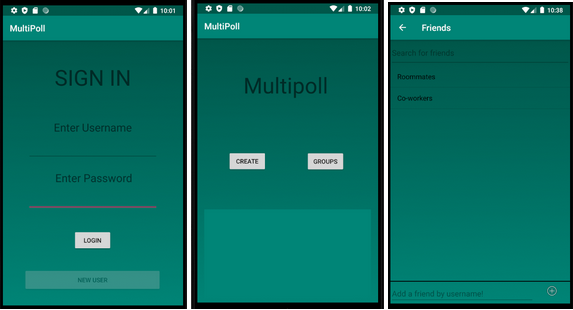 10:01
MultiPoll
SIGN IN
Enter Username
Enter Password
LOGIN
NEW USER
10:02
MultiPoll
Multipoll
CREATE
GROUPS
10:38
Friends
Search for friends
Roommates
Co-workers
Add a friend by username!